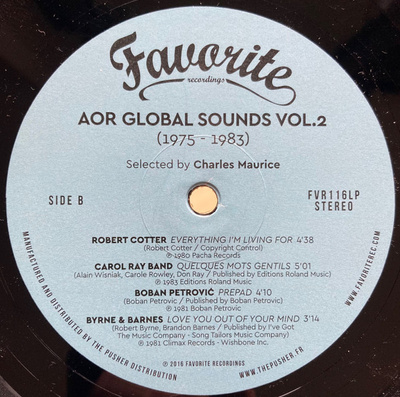 Favorite
recordings
AOR GLOBAL SOUNDS VOL.2
(1975 - 1983)
Selected by Charles Maurice
SIDE B
FVR116LP
STEREO
ROBERT COTTER EVERYTHING I'M LIVING FOR 4'38
(Robert Cotter / Copyright Control)
℗ 1980 Pacha Records
CAROL RAY BAND QUELQUES MOTS GENTILS 5'01
(Alain Wisniak, Carole Rowley, Don Ray / Published by Editions Roland Music)
℗ 1983 Editions Roland Music
BOBAN PETROVIĆ PREPAD 4'10
(Boban Petrovic / Published by Boban Petrovic)
℗ 1981 Boban Petrovic
BYRNE & BARNES LOVE YOU OUT OF YOUR MIND 3'14
(Robert Byrne, Brandon Barnes / Published by I've Got
The Music Company - Song Tailors Music Company)
℗ 1981 Climax Records - Wishbone Inc.
℗ 2016 FAVORITE RECORDINGS
MANUFACTURED AND DISTRIBUTED BY THE PUSHER DISTRIBUTION
WWW.THEPUSHER.NET
WWW.FAVORITEREC.COM